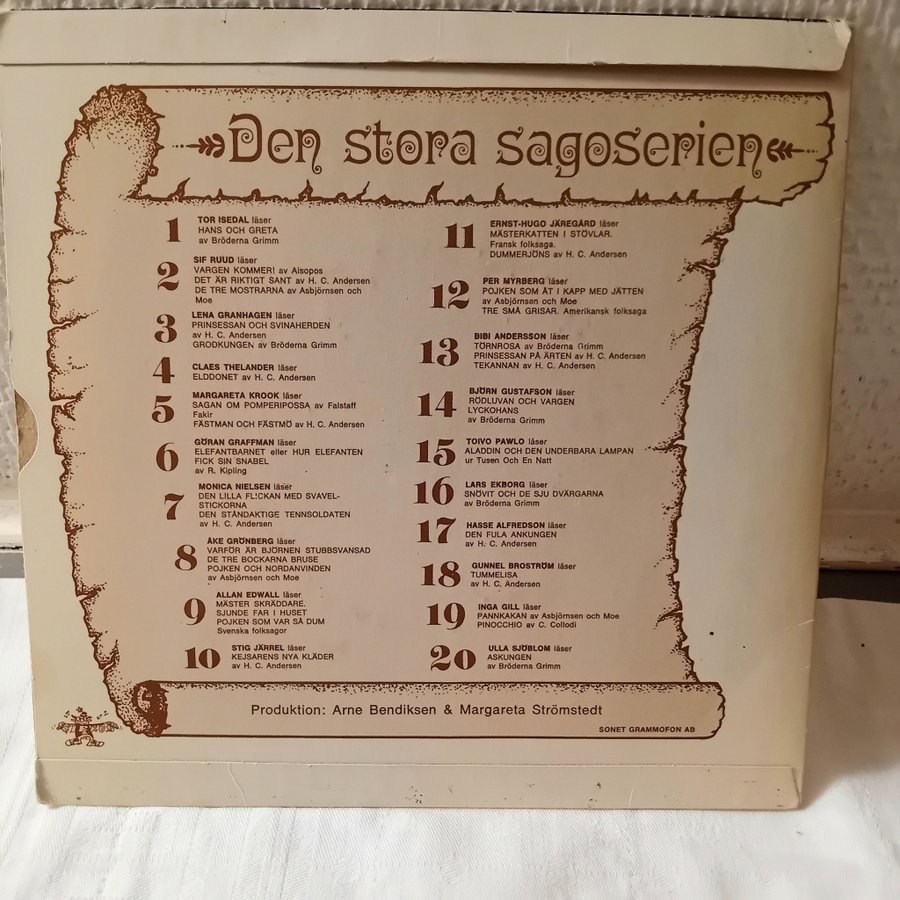 Den stora sagoserien
1 TOR ISEDAL läser
HANS OCH GRETA
av Bröderna Grimm
2 SIF RUUD läser
VARGEN KOMMER! av Aisopos
DET ÄR RIKTIGT SANT av H. C. Andersen
DE TRE MOSTRARNA av Asbjörnsen och
Moe
3 LENA GRANHAGEN läser
PRINSESSAN OCH SVINAHERDEN
av H. C. Andersen
GRODKUNGEN av Bröderna Grimm
4 CLAES THELANDER läser
ELDDONET av H. C. Andersen
5 MARGARETA KROOK läser
SAGAN OM POMPERIPOSSA av Falstaff
Fakir
FÄSTMAN OCH FÄSTMÖ av H. C. Andersen
6 GÖRAN GRAFFMAN läser
ELEFANTBARNET eller HUR ELEFANTEN
FICK SIN SNABEL
av R. Kipling
7 MONICA NIELSEN läser
DEN LILLA FL!CKAN MED SVAVEL-
STICKORNA
DEN STÅNDAKTIGE TENNSOLDATEN
av H. C. Andersen
8 ÅKE GRÖNBERG läser
VARFÖR ÄR BJÖRNEN STUBBSVANSAD
DE TRE BOCKARNA BRUSE
POJKEN OCH NORDANVINDEN
av Asbjörnsen och Moe
9 ALLAN EDWALL läser
MÄSTER SKRÄDDARE.
SJUNDE FAR I HUSET
POJKEN SOM VAR SÅ DUM
Svenska folksagor
10 STIG JÄRREL läser
KEJSARENS NYA KLÄDER
av H. C. Andersen
11 ERNST-HUGO JÄREGÅRD läser
MÄSTERKATTEN I STÖVLAR.
Fransk folksaga.
DUMMERJÖNS av H. C. Andersen
12 PER MYRBERG läser
POJKEN SOM ÅT I KAPP MED JÄTTEN
av Asbjörnsen och Moe
TRE SMÅ GRISAR. Amerikansk folksaga
13 BIBI ANDERSSON läser
TÖRNROSA av Bröderna Grimm
PRINSESSAN PÅ ÄRTEN av H. C. Andersen
TEKANNAN av H. C. Andersen
14 BJÖRN GUSTAFSON läser
RÖDLUVAN OCH VARGEN
LYCKOHANS
av Bröderna Grimm
15 TOIVO PAWLO läser
ALADDIN OCH DEN UNDERBARA LAMPAN
ur Tusen Och En Natt
16 LARS EKBORG läser
SNÖVIT OCH DE SJU DVÄRGARNA
av Bröderna Grimm
17 HASSE ALFREDSON läser
DEN FULA ANKUNGEN
av H. C. Andersen
18 GUNNEL BROSTRÖM läser
TUMMELISA
av H. C. Andersen
19 INGA GILL läser
PANNKAKAN av Asbjörnsen och Moe
PINOCCHIO av C. Collodi
20 ULLA SJÖBLOM läser
ASKUNGEN
av Bröderna Grimm
Produktion: Arne Bendiksen & Margareta Strömstedt
SONET GRAMMOFON AB